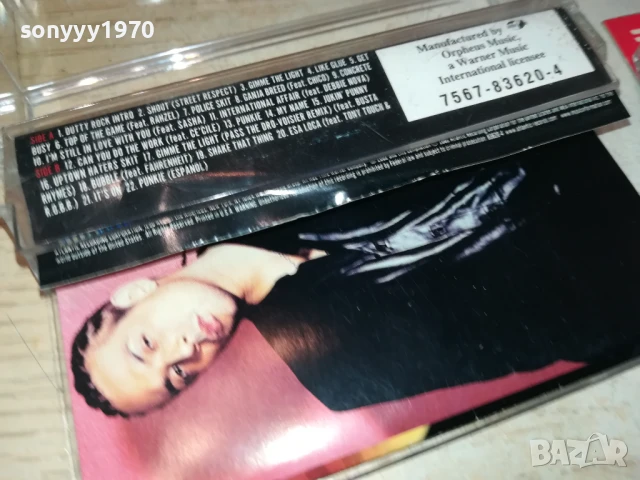 sonyyy1970
Manufactured by
Orpheus Music,
a Warner Music
International licensee
7567-83620-4
SIDE A 1. DUTTY ROCK INTRO 2. SHOUT (STREET RESPECT) 3. GIMME THE LIGHT 4. LIKE GLUE 5. GET
BUSY 6. TOP OF THE GAME (Feat. RAHZEL) 7. POLICE SKIT 8. GANJA BREED (Feat. CHICO) 9. CONCRETE
10. I'M STILL IN LOVE WITH YOU (Feat. SASHA) 11. INTERNATIONAL AFFAIR (feat. DEBBIE NOVA)
SIDE B 12. CAN YOU DO THE WORK (feat. CE'CILE) 13. PUNKIE 14. MY NAME 15. JUKIN' PUNNY
16. UPTOWN HATERS SKIT 17. GIMME THE LIGHT (PASS THE DRO-VOISIER REMIX) (feat. BUSTA
RHYMES) 18. BUBBLE (feat. FAHRENHEIT) 19. SHAKE THAT THING 20. ESA LOCA (feat. TONY TOUCH &
R.O.B.B.) 21. IT'S ON 22. PUNKIE (ESPANOL)
BAZAR